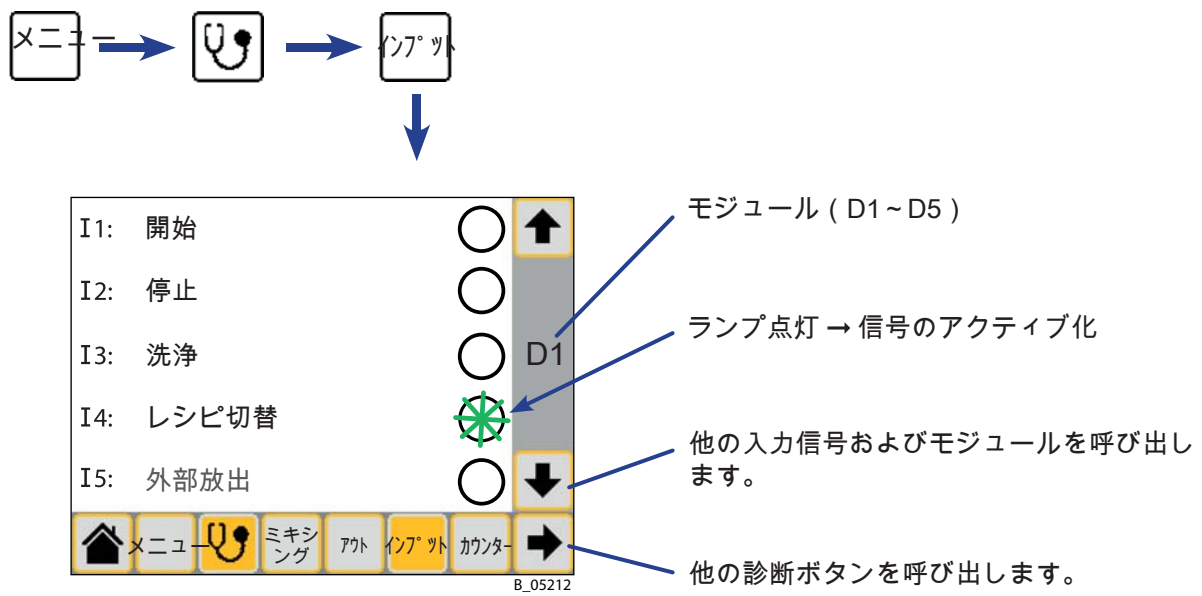 メニュー
インプット
モジュール ( D1 ~ D5 )
I1: 開始
I2: 停止
ランプ点灯 → 信号のアクティブ化
I3: 洗浄
D1
I4: レシピ切替
他の入力信号およびモジュールを呼び出し
ます。
I5: 外部放出
メニュー
ミキシ
ング
アウト
インプット
カウンター
他の診断ボタンを呼び出します。
B_05212